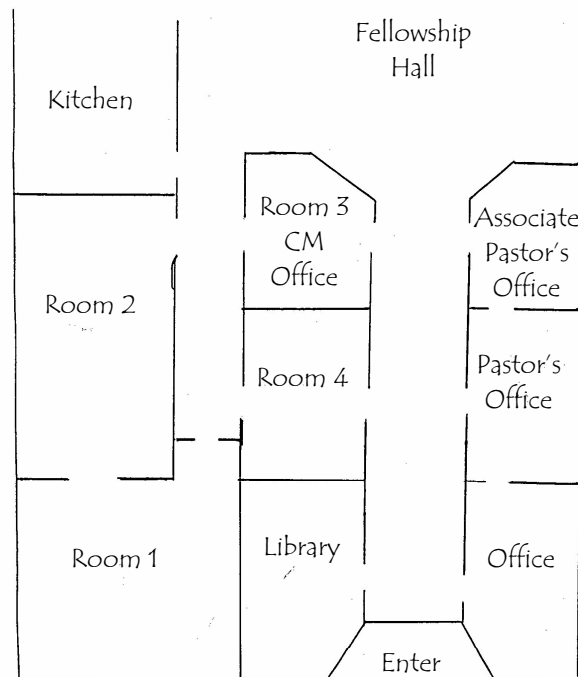 Fellowship
Hall
Kitchen
Room 3
CM
Office
Associate
Pastor's
Office
Room 2
Room 4
Pastor's
Office
Room 1
Library
Office
Enter